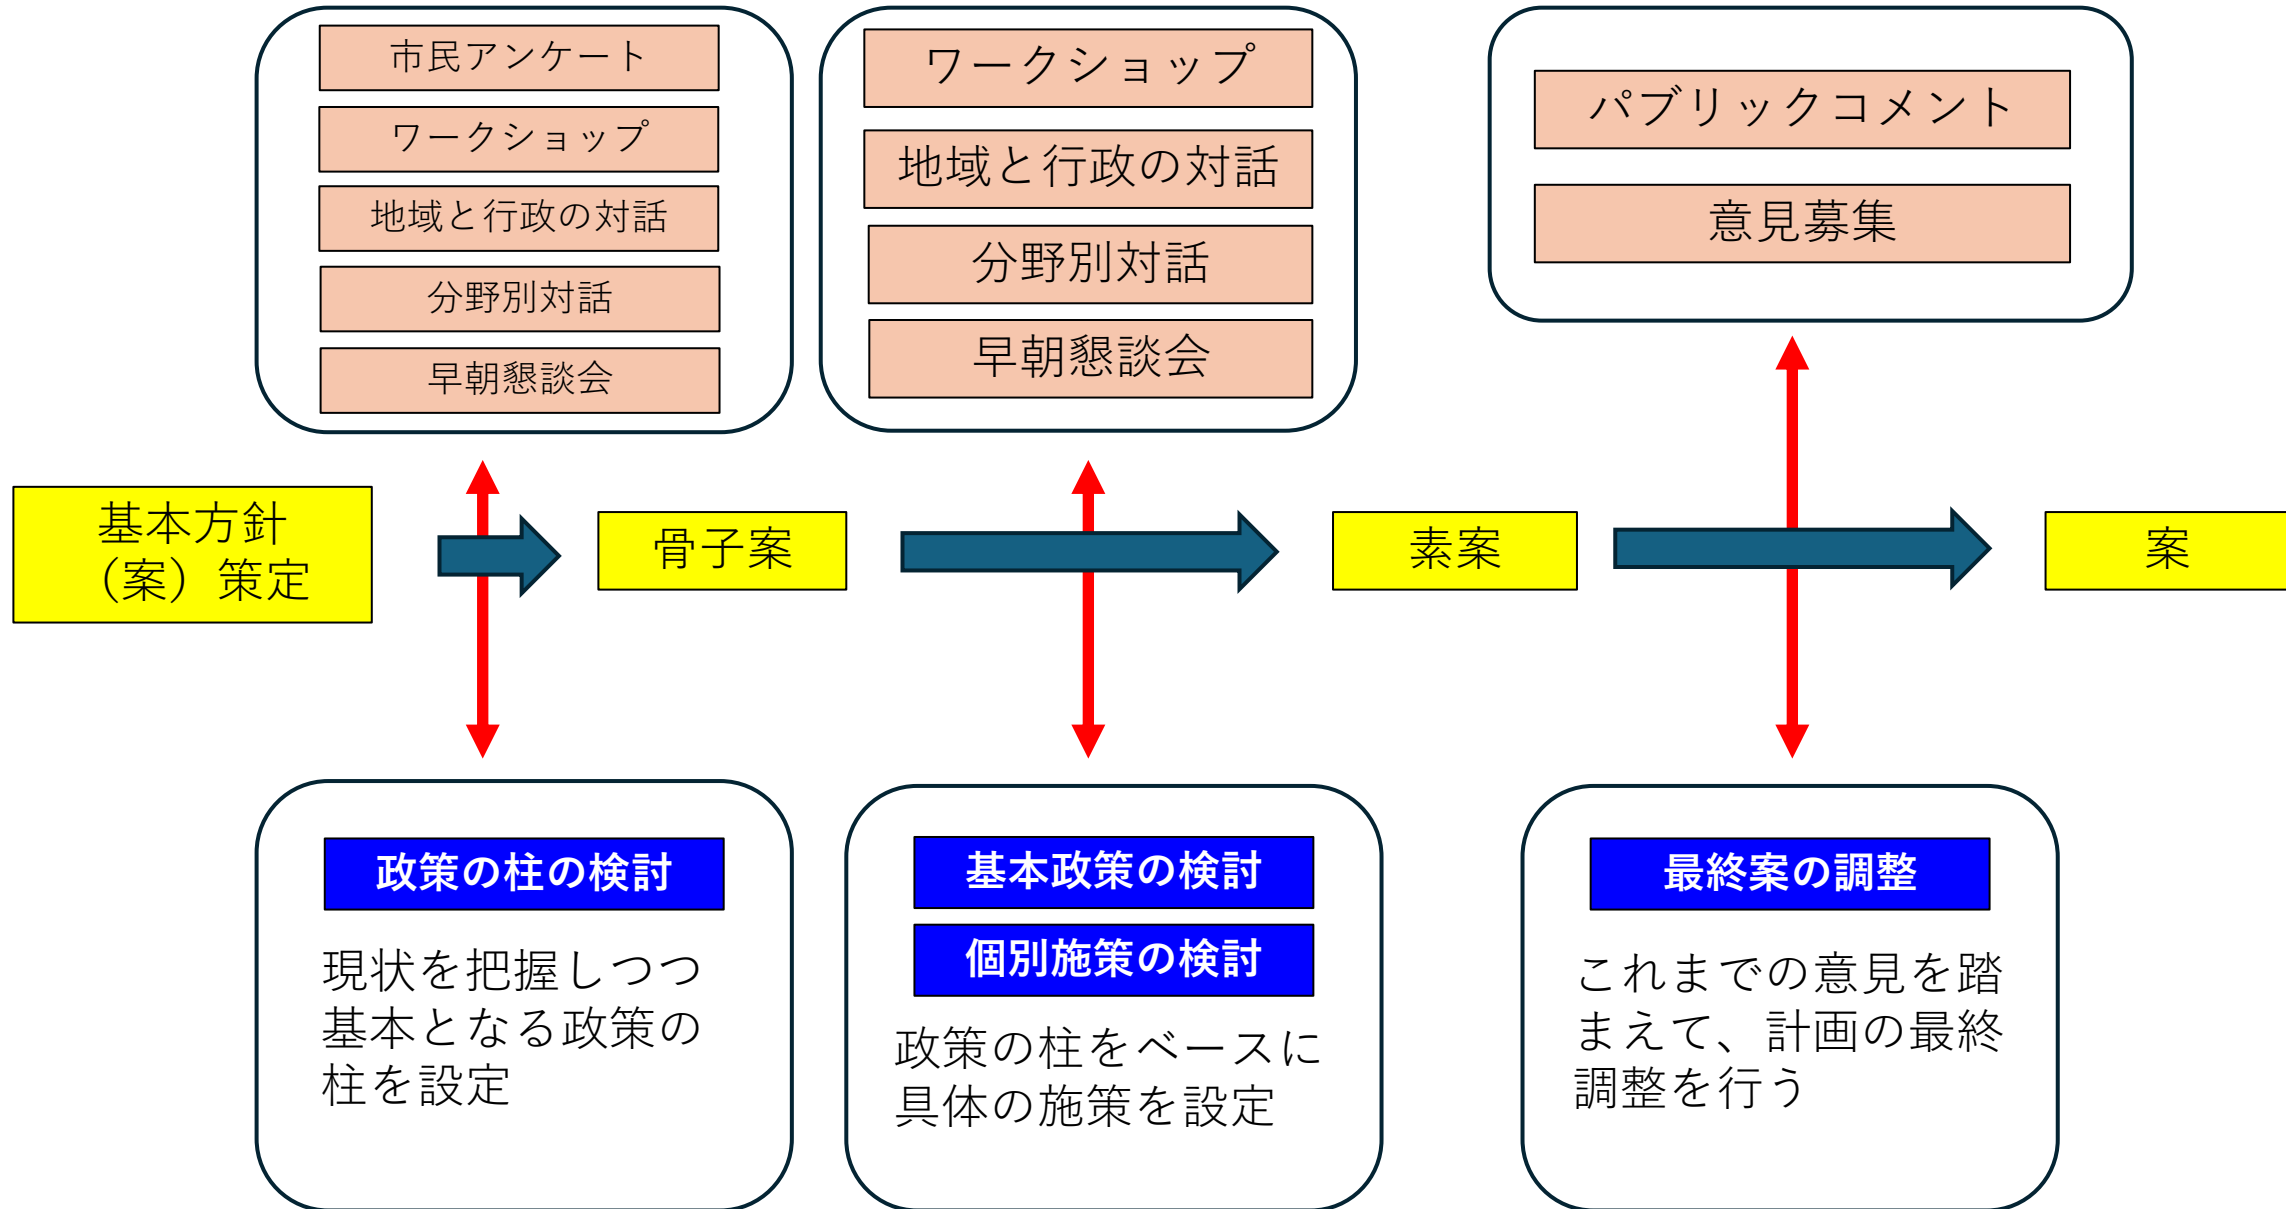 市民アンケート
ワークショップ
地域と行政の対話
分野別対話
早朝懇談会
ワークショップ
地域と行政の対話
分野別対話
早朝懇談会
パブリックコメント
意見募集
基本方針
（案）策定
骨子案
素案
案
政策の柱の検討
現状を把握しつつ
基本となる政策の
柱を設定
基本政策の検討
個別施策の検討
政策の柱をベースに
具体の施策を設定
最終案の調整
これまでの意見を踏
まえて、計画の最終
調整を行う